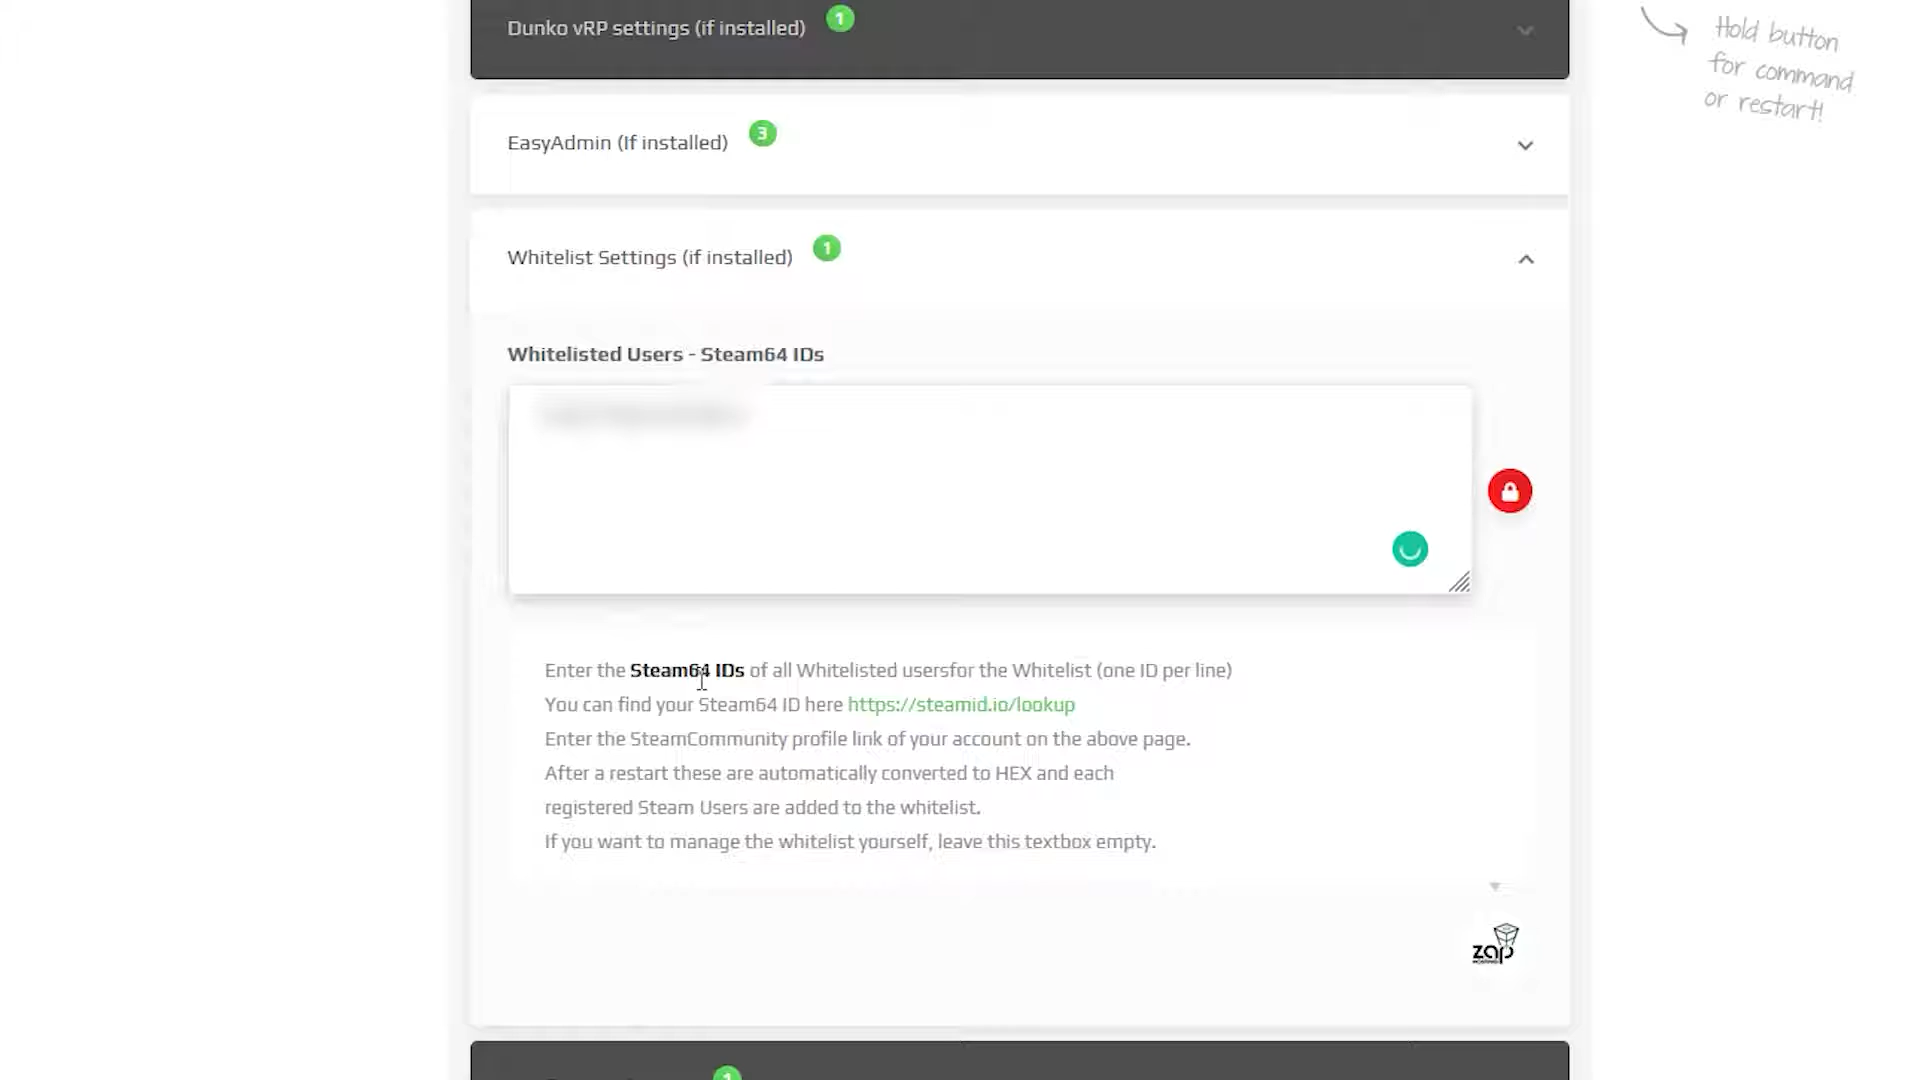 Dunko vRP settings (if installed) 1
Hold button
for command
or restart!
EasyAdmin (If installed) 3
Whitelist Settings (if installed) 1
Whitelisted Users - Steam64 IDs
Enter the Steam64 IDs of all Whitelisted usersfor the Whitelist (one ID per line)
You can find your Steam64 ID here https://steamid.io/lookup
Enter the SteamCommunity profile link of your account on the above page.
After a restart these are automatically converted to HEX and each
registered Steam Users are added to the whitelist.
If you want to manage the whitelist yourself, leave this textbox empty.
zap